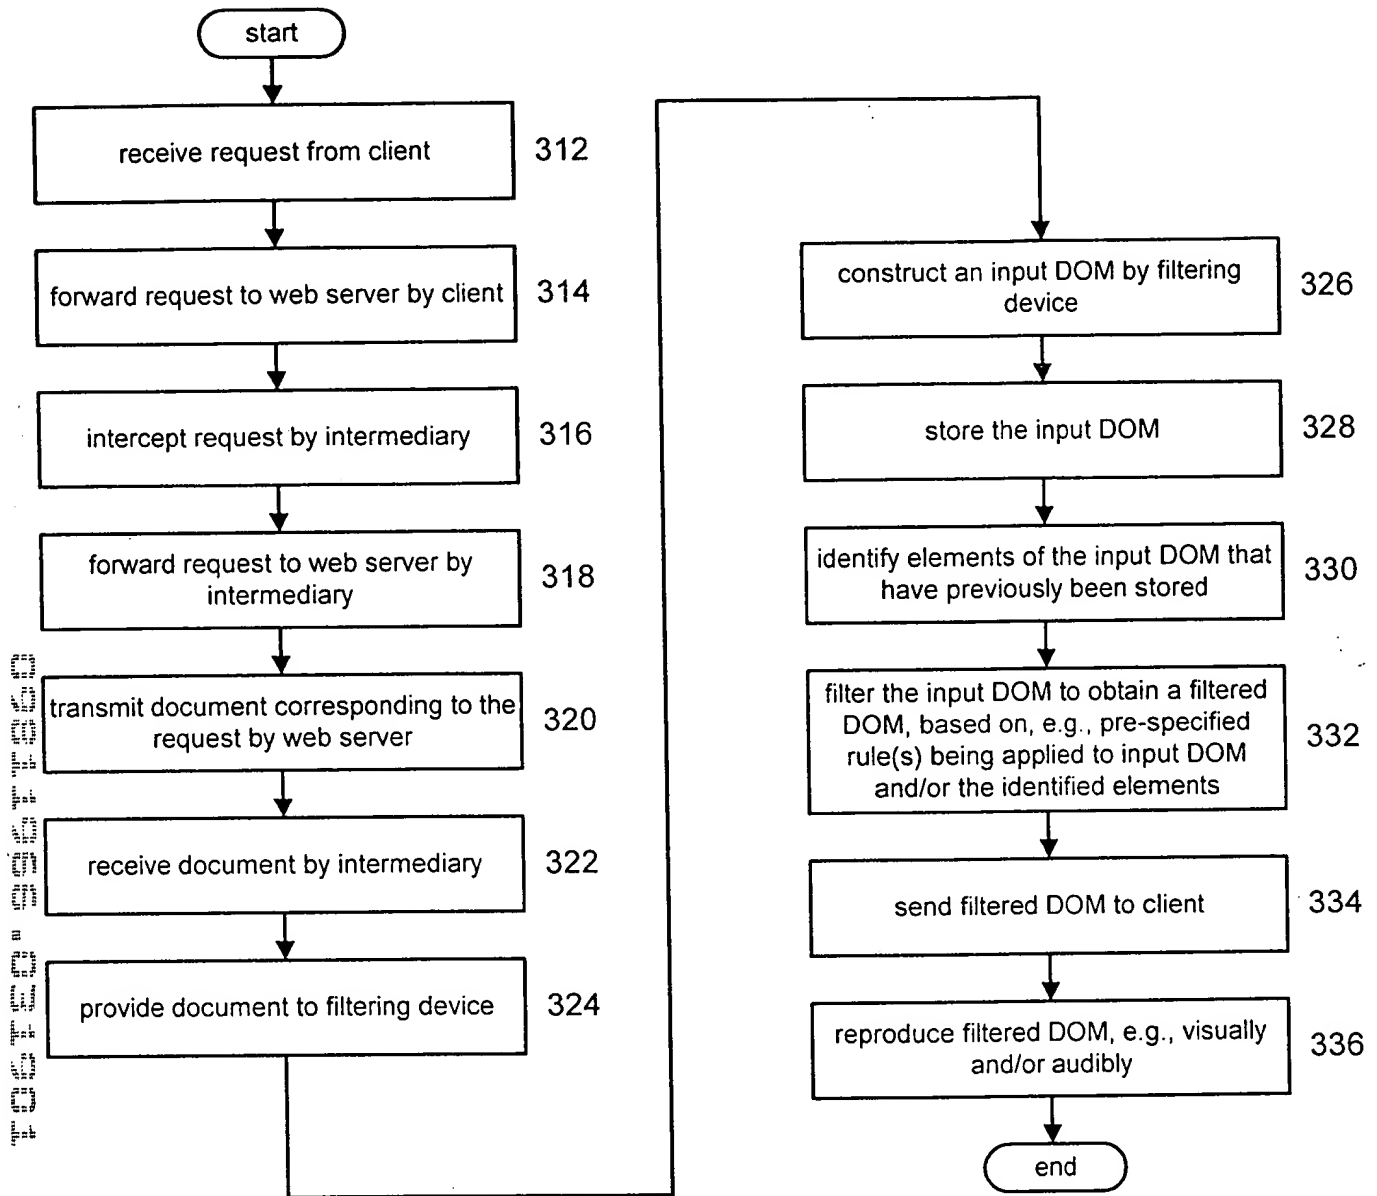 start
receive request from client
312
forward request to web server by client
314
intercept request by intermediary
316
forward request to web server by
intermediary
318
transmit document corresponding to the
request by web server
320
receive document by intermediary
322
provide document to filtering device
324
construct an input DOM by filtering
device
326
store the input DOM
328
identify elements of the input DOM that
have previously been stored
330
filter the input DOM to obtain a filtered
DOM, based on, e.g., pre-specified
rule(s) being applied to input DOM
and/or the identified elements
332
send filtered DOM to client
334
reproduce filtered DOM, e.g., visually
and/or audibly
336
end